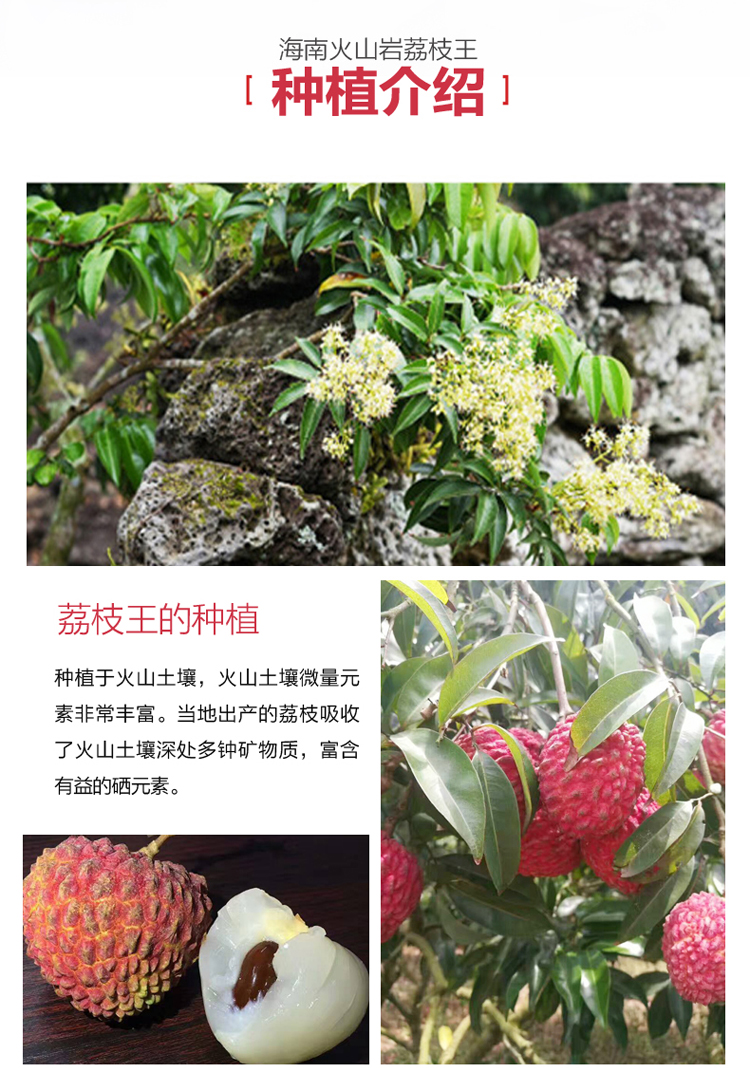 海南火山岩荔枝王
[ 种植介绍 ]
荔枝王的种植
种植于火山土壤，火山土壤微量元
素非常丰富。当地出产的荔枝吸收
了火山土壤深处多钟矿物质，富含
有益的硒元素。